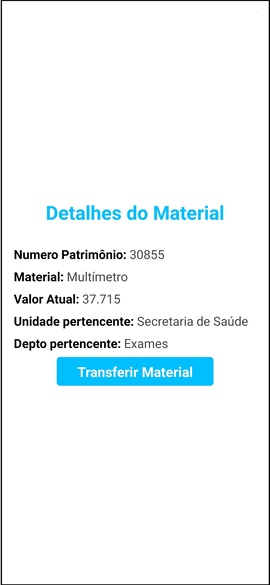 Detalhes do Material
Numero Patrimônio: 30855
Material: Multímetro
Valor Atual: 37.715
Unidade pertencente: Secretaria de Saúde
Depto pertencente: Exames
Transferir Material